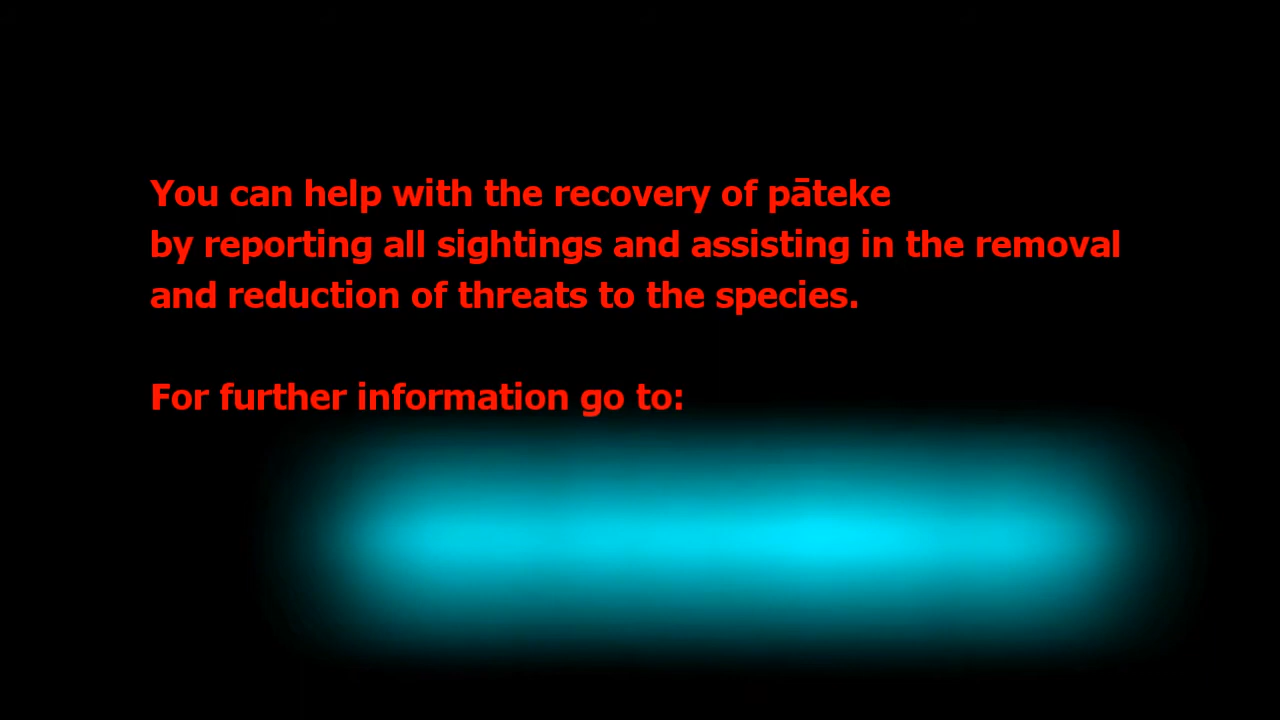 You can help with the recovery of pāteke
by reporting all sightings and assisting in the removal
and reduction of threats to the species.
For further information go to: